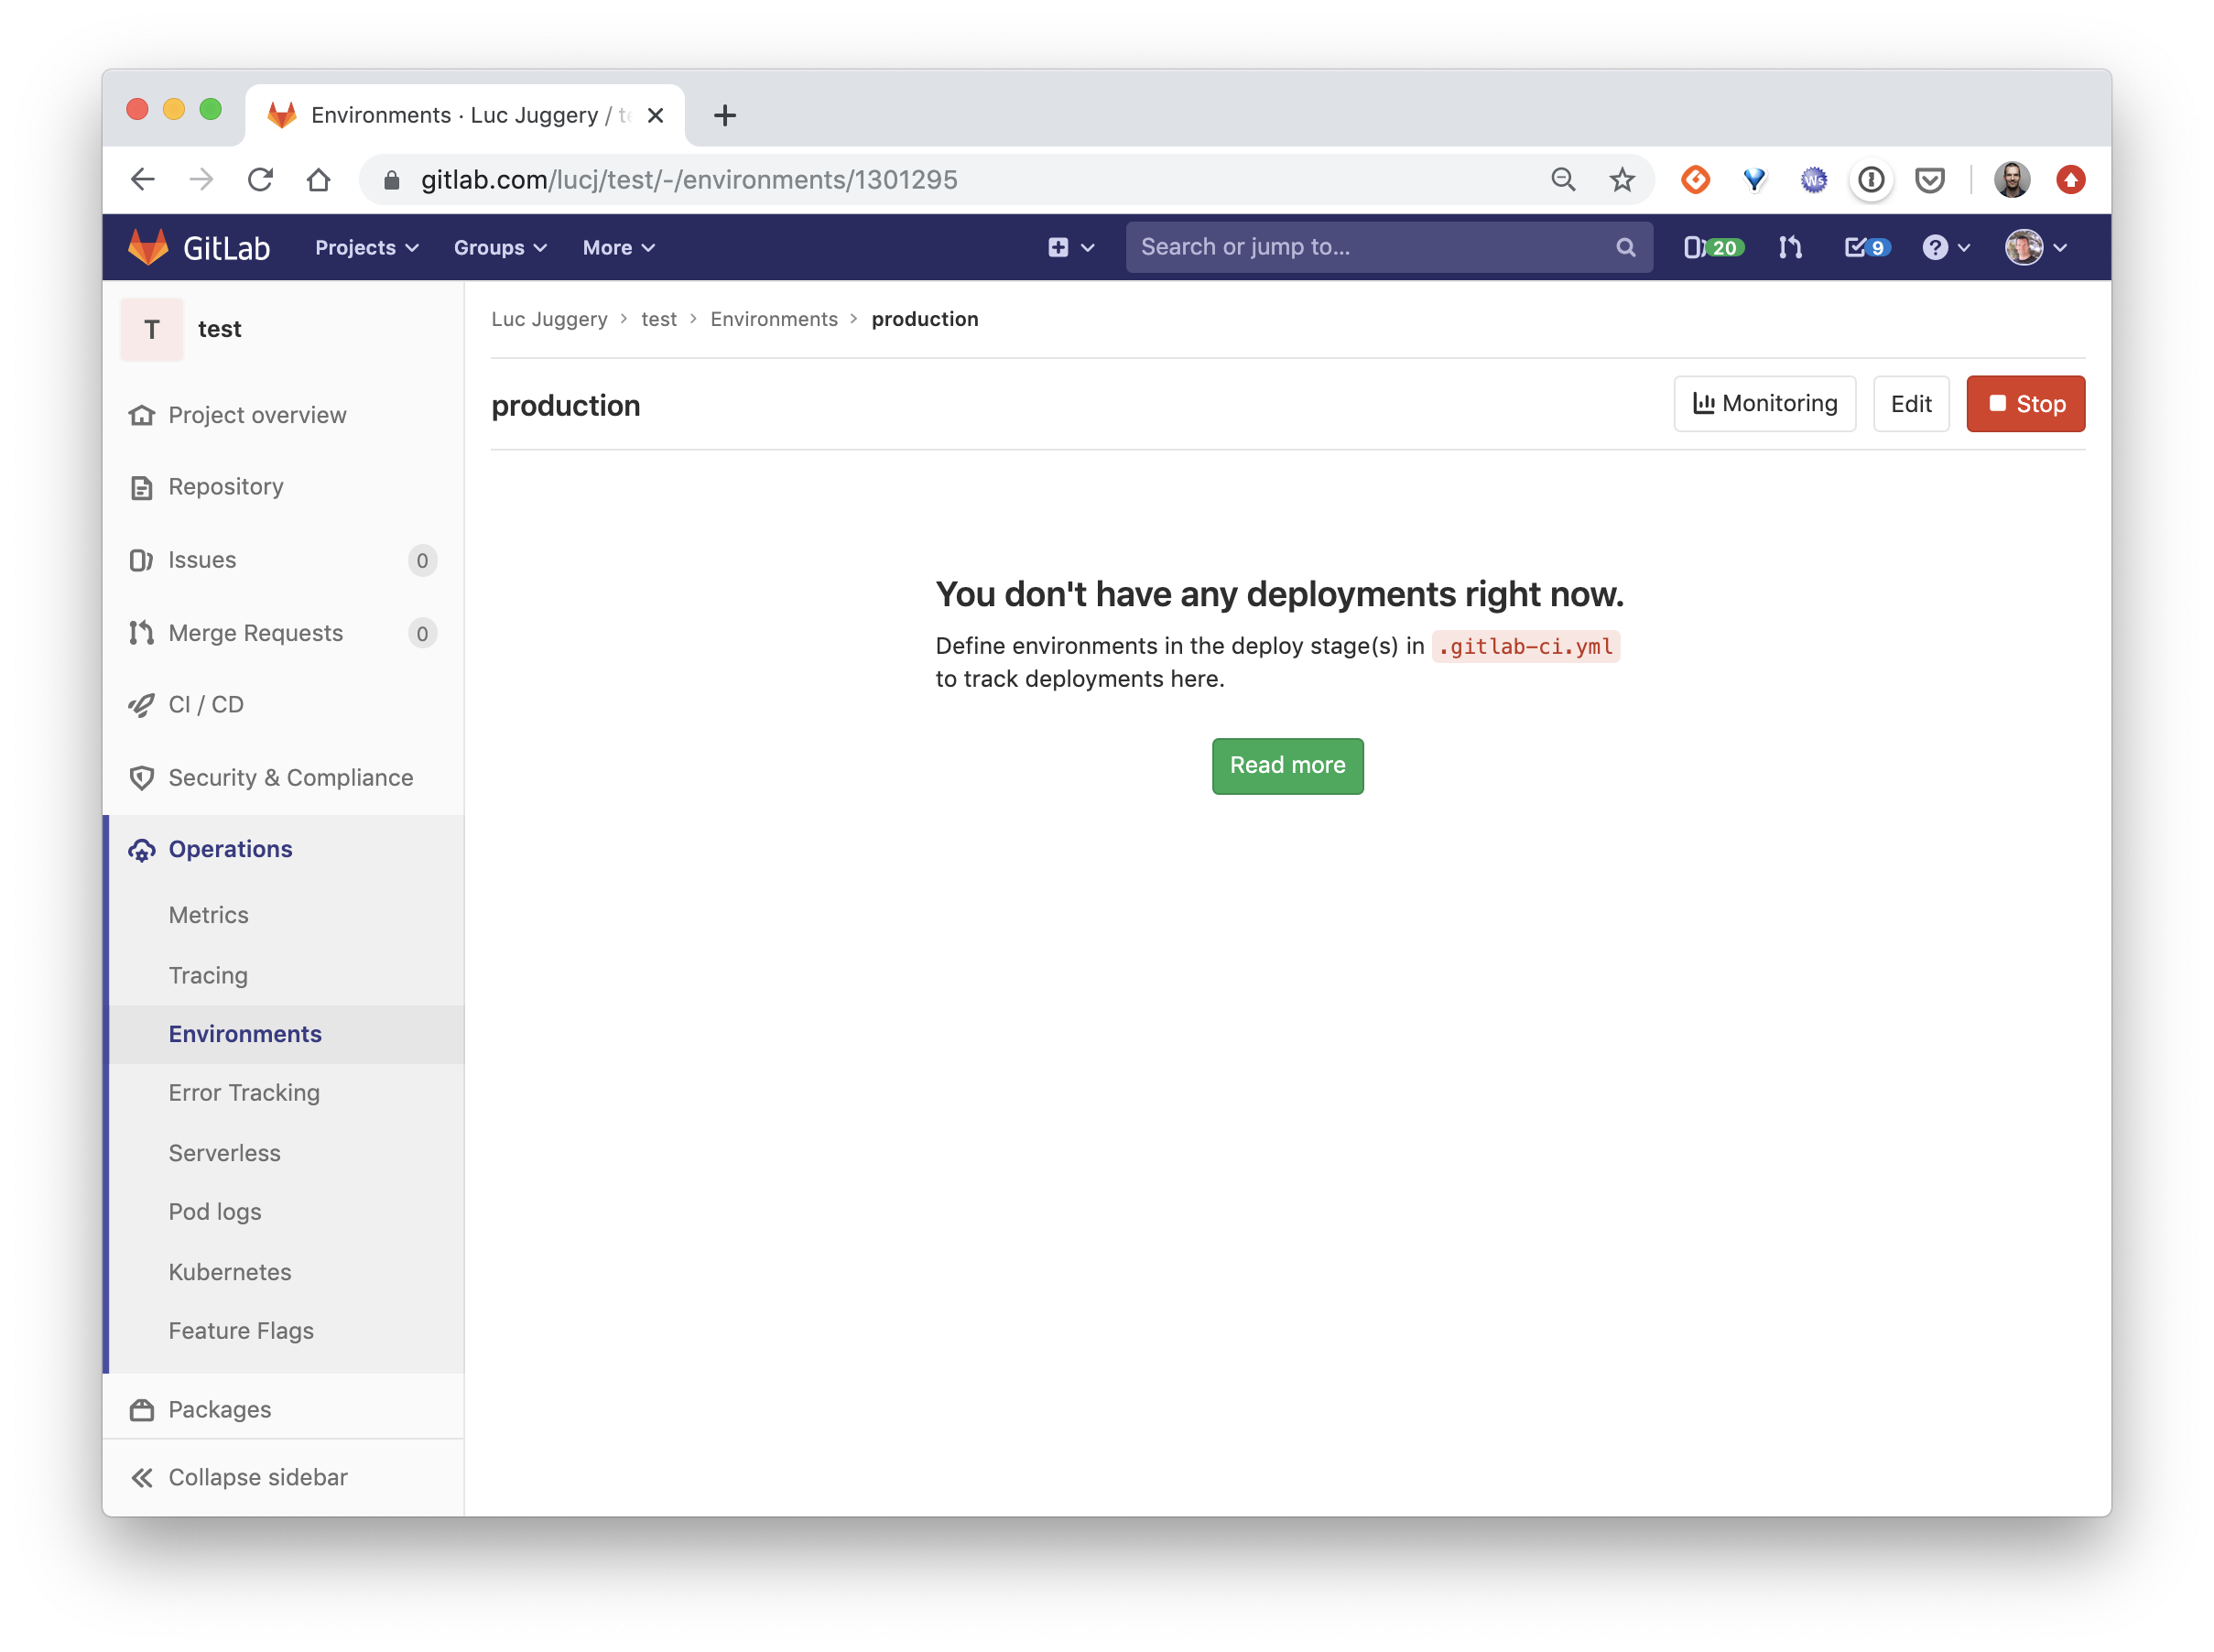 Environments · Luc Juggery / te
gitlab.com/lucj/test/-/environments/1301295
GitLab Projects Groups More Search or jump to... 20 9
T test
Luc Juggery > test > Environments > production
production Monitoring Edit Stop
Project overview
Repository
Issues 0
Merge Requests 0
CI / CD
Security & Compliance
Operations
Metrics
Tracing
Environments
Error Tracking
Serverless
Pod logs
Kubernetes
Feature Flags
Packages
Collapse sidebar
You don't have any deployments right now.
Define environments in the deploy stage(s) in .gitlab-ci.yml
to track deployments here.
Read more